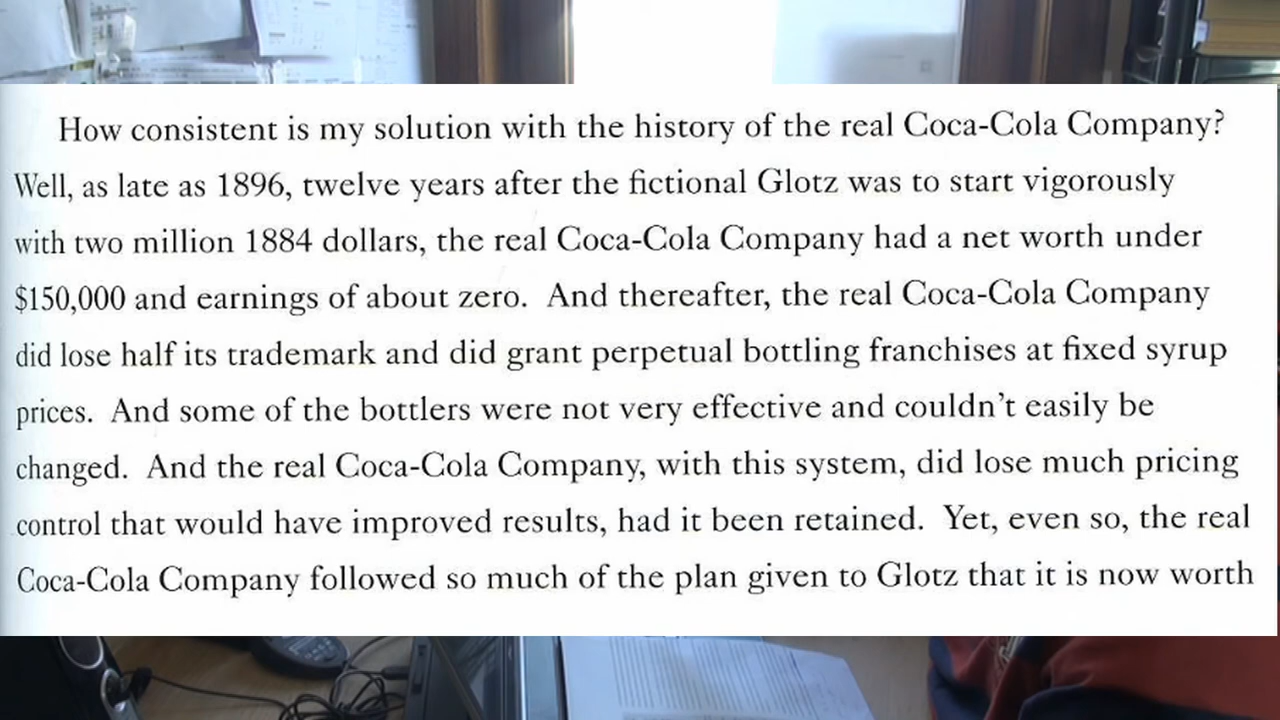 How consistent is my solution with the history of the real Coca-Cola Company?
Well, as late as 1896, twelve years after the fictional Glotz was to start vigorously
with two million 1884 dollars, the real Coca-Cola Company had a net worth under
$150,000 and earnings of about zero. And thereafter, the real Coca-Cola Company
did lose half its trademark and did grant perpetual bottling franchises at fixed syrup
prices. And some of the bottlers were not very effective and couldn't easily be
changed. And the real Coca-Cola Company, with this system, did lose much pricing
control that would have improved results, had it been retained. Yet, even so, the real
Coca-Cola Company followed so much of the plan given to Glotz that it is now worth